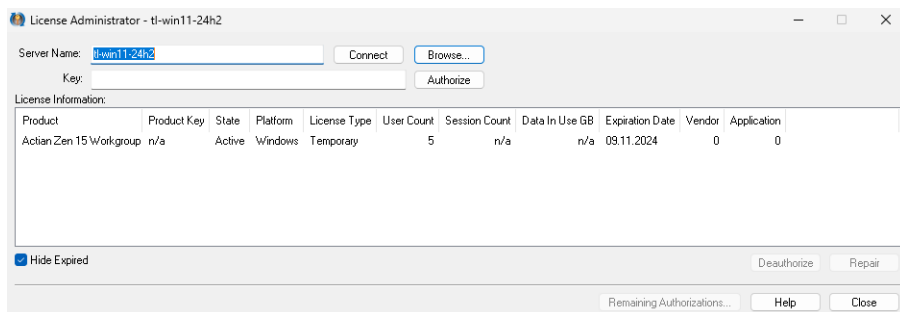 License Administrator - tl-win11-24h2
Server Name: tl-win11-24h2 Connect Browse...
Key: Authorize
License Information:
Product Product Key State Platform License Type User Count Session Count Data In Use GB Expiration Date Vendor Application
Actian Zen 15 Workgroup n/a Active Windows Temporary 5 n/a n/a 09.11.2024 0 0
Hide Expired Deauthorize Repair
Remaining Authorizations... Help Close